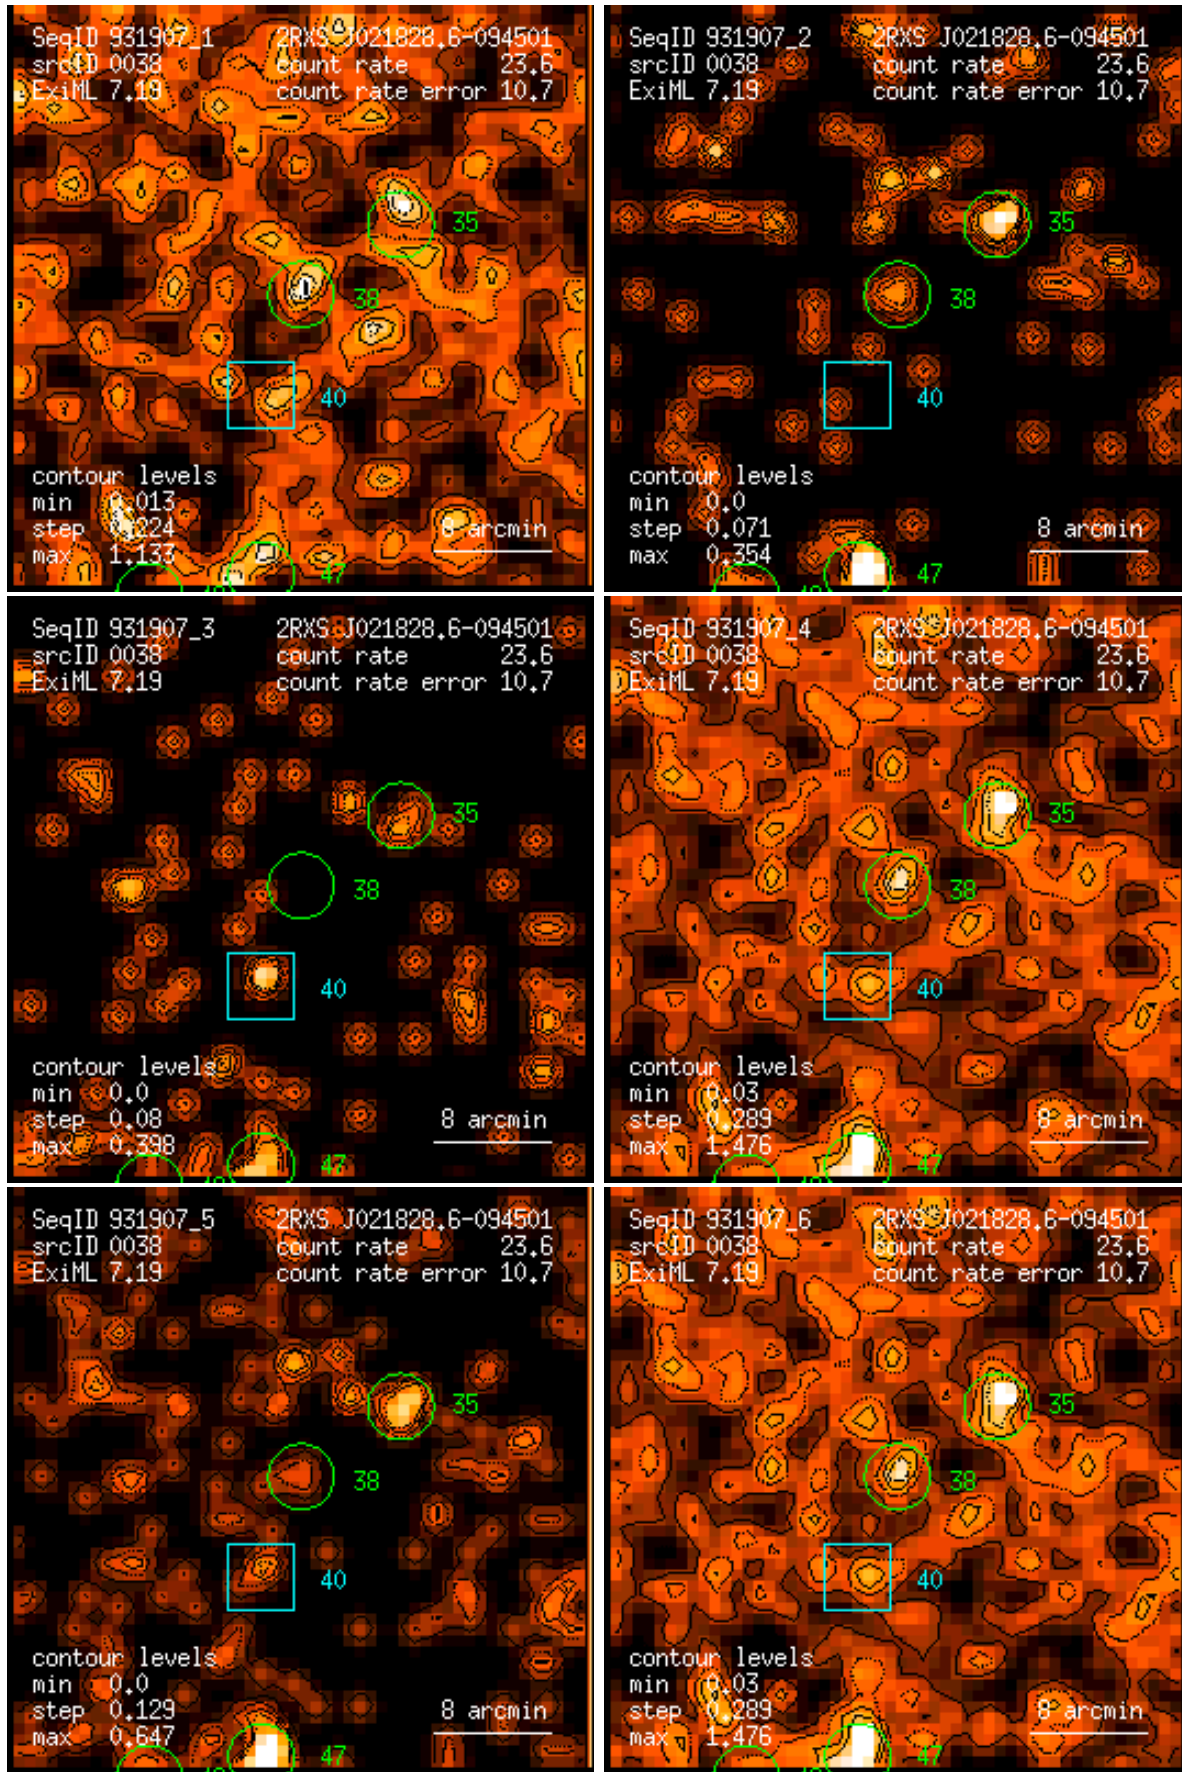 SeqID 931907_1 2RXS J021828.6-094501
srcID 0038 count rate 23.6
ExiML 7.19 count rate error 10.7
35
38
40
contour levels
min 0.013
step 0.224
max 1.133
8 arcmin
47
SeqID 931907_2 2RXS J021828.6-094501
srcID 0038 count rate 23.6
ExiML 7.19 count rate error 10.7
35
38
40
contour levels
min 0.0
step 0.071
max 0.354
8 arcmin
47
SeqID 931907_3 2RXS J021828.6-094501
srcID 0038 count rate 23.6
ExiML 7.19 count rate error 10.7
35
38
40
contour levels
min 0.0
step 0.08
max 0.398
8 arcmin
47
SeqID 931907_4 2RXS J021828.6-094501
srcID 0038 count rate 23.6
ExiML 7.19 count rate error 10.7
35
38
40
contour levels
min 0.03
step 0.289
max 1.476
8 arcmin
47
SeqID 931907_5 2RXS J021828.6-094501
srcID 0038 count rate 23.6
ExiML 7.19 count rate error 10.7
35
38
40
contour levels
min 0.0
step 0.129
max 0.647
8 arcmin
47
SeqID 931907_6 2RXS J021828.6-094501
srcID 0038 count rate 23.6
ExiML 7.19 count rate error 10.7
35
38
40
contour levels
min 0.03
step 0.289
max 1.476
8 arcmin
47